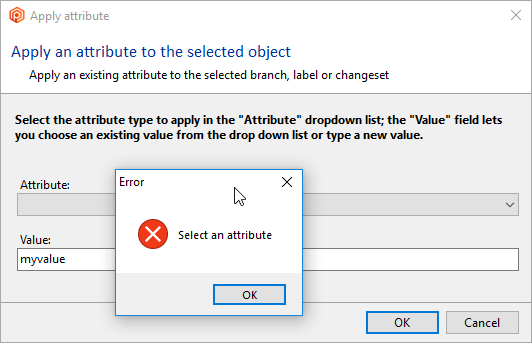 Apply attribute
Apply an attribute to the selected object
Apply an existing attribute to the selected branch, label or changeset
Select the attribute type to apply in the "Attribute" dropdown list; the "Value" field lets
you choose an existing value from the drop down list or type a new value.
Attribute:
Error
Select an attribute
OK
Value:
myvalue
OK
Cancel